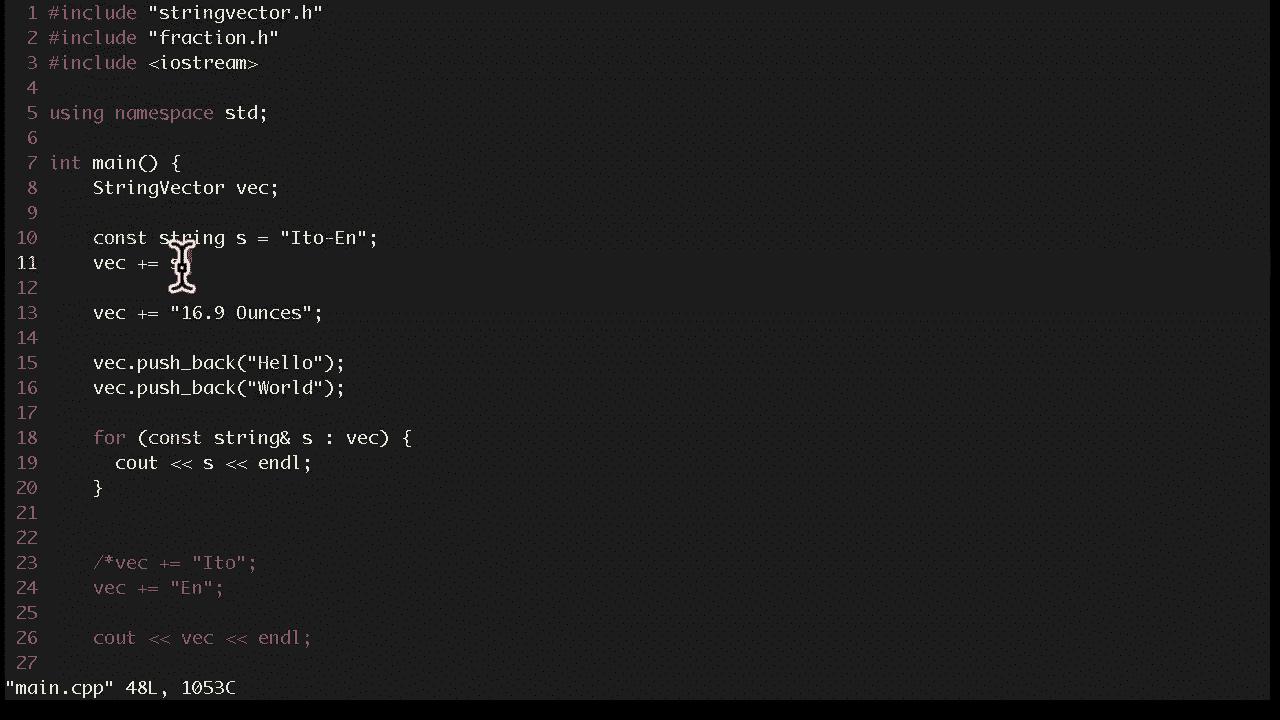 1 #include "stringvector.h"
2 #include "fraction.h"
3 #include <iostream>
4
5 using namespace std;
6
7 int main() {
8     StringVector vec;
9
10     const string s = "Ito-En";
11     vec +=
12
13     vec += "16.9 Ounces";
14
15     vec.push_back("Hello");
16     vec.push_back("World");
17
18     for (const string& s : vec) {
19       cout << s << endl;
20     }
21
22
23     /*vec += "Ito";
24     vec += "En";
25
26     cout << vec << endl;
27
"main.cpp" 48L, 1053C